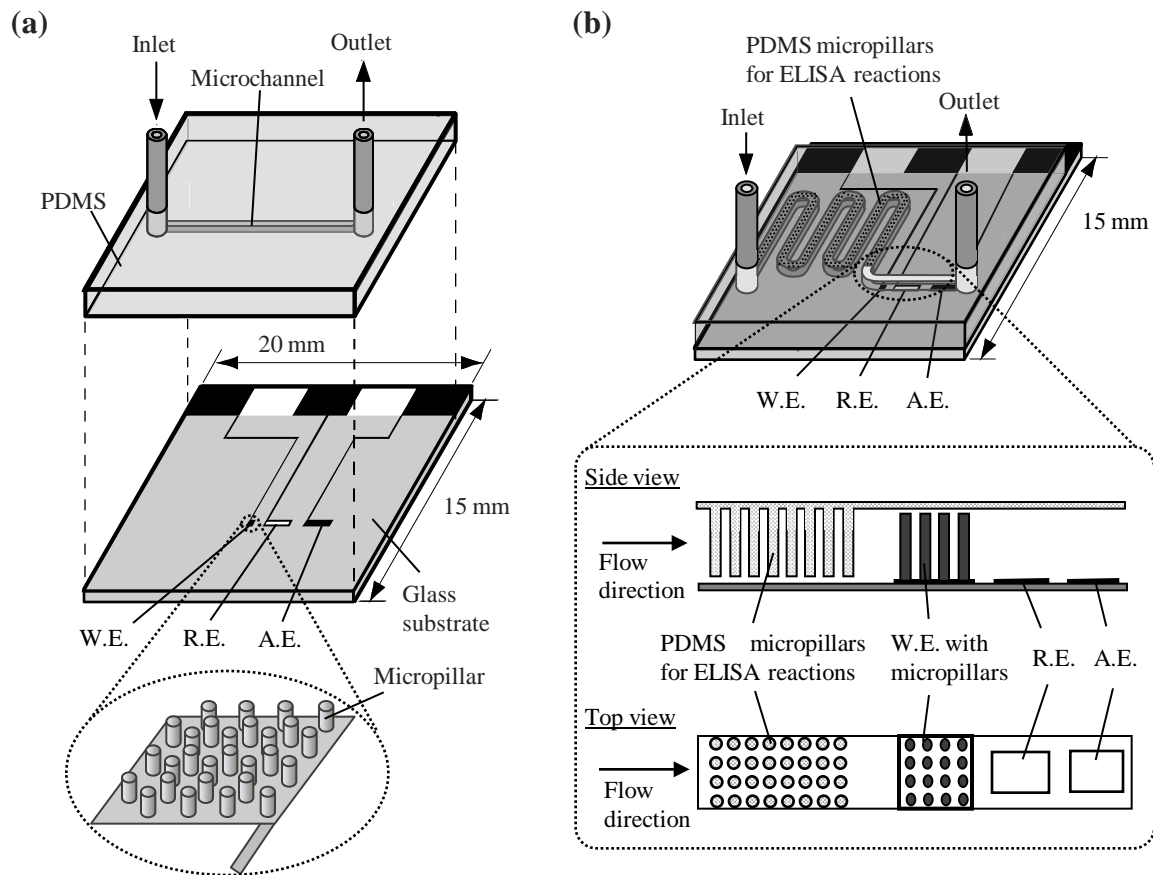 (a)
Inlet
Outlet
Microchannel
PDMS
20 mm
15 mm
Glass
substrate
W.E.
R.E.
A.E.
Micropillar
(b)
PDMS micropillars
for ELISA reactions
Inlet
Outlet
15 mm
W.E.
R.E.
A.E.
Side view
Flow
direction
PDMS micropillars
for ELISA reactions
W.E. with
micropillars
R.E.
A.E.
Top view
Flow
direction